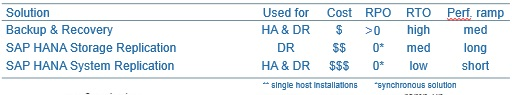 Solution Used for Cost RPO RTO Perf. ramp
Backup & Recovery HA & DR $ >0 high med
SAP HANA Storage Replication DR $$ 0* med long
SAP HANA System Replication HA & DR $$$ 0* low short
** single host installations *synchronous solution